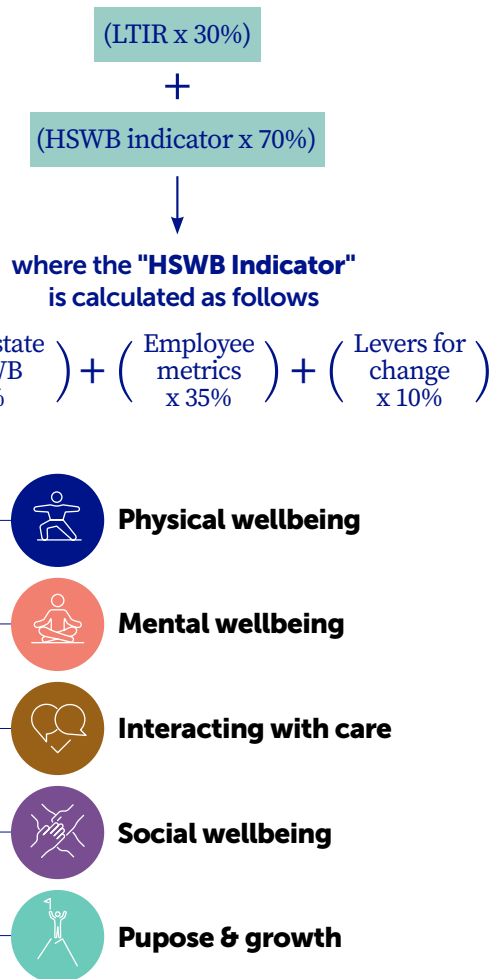 (LTIR x 30%)
+
(HSWB indicator x 70%)
where the "HSWB Indicator"
is calculated as follows
state ) + ( Employee ) + ( Levers for )
metrics change
% x 35% x 10%
Physical wellbeing
Mental wellbeing
Interacting with care
Social wellbeing
Pupose & growth